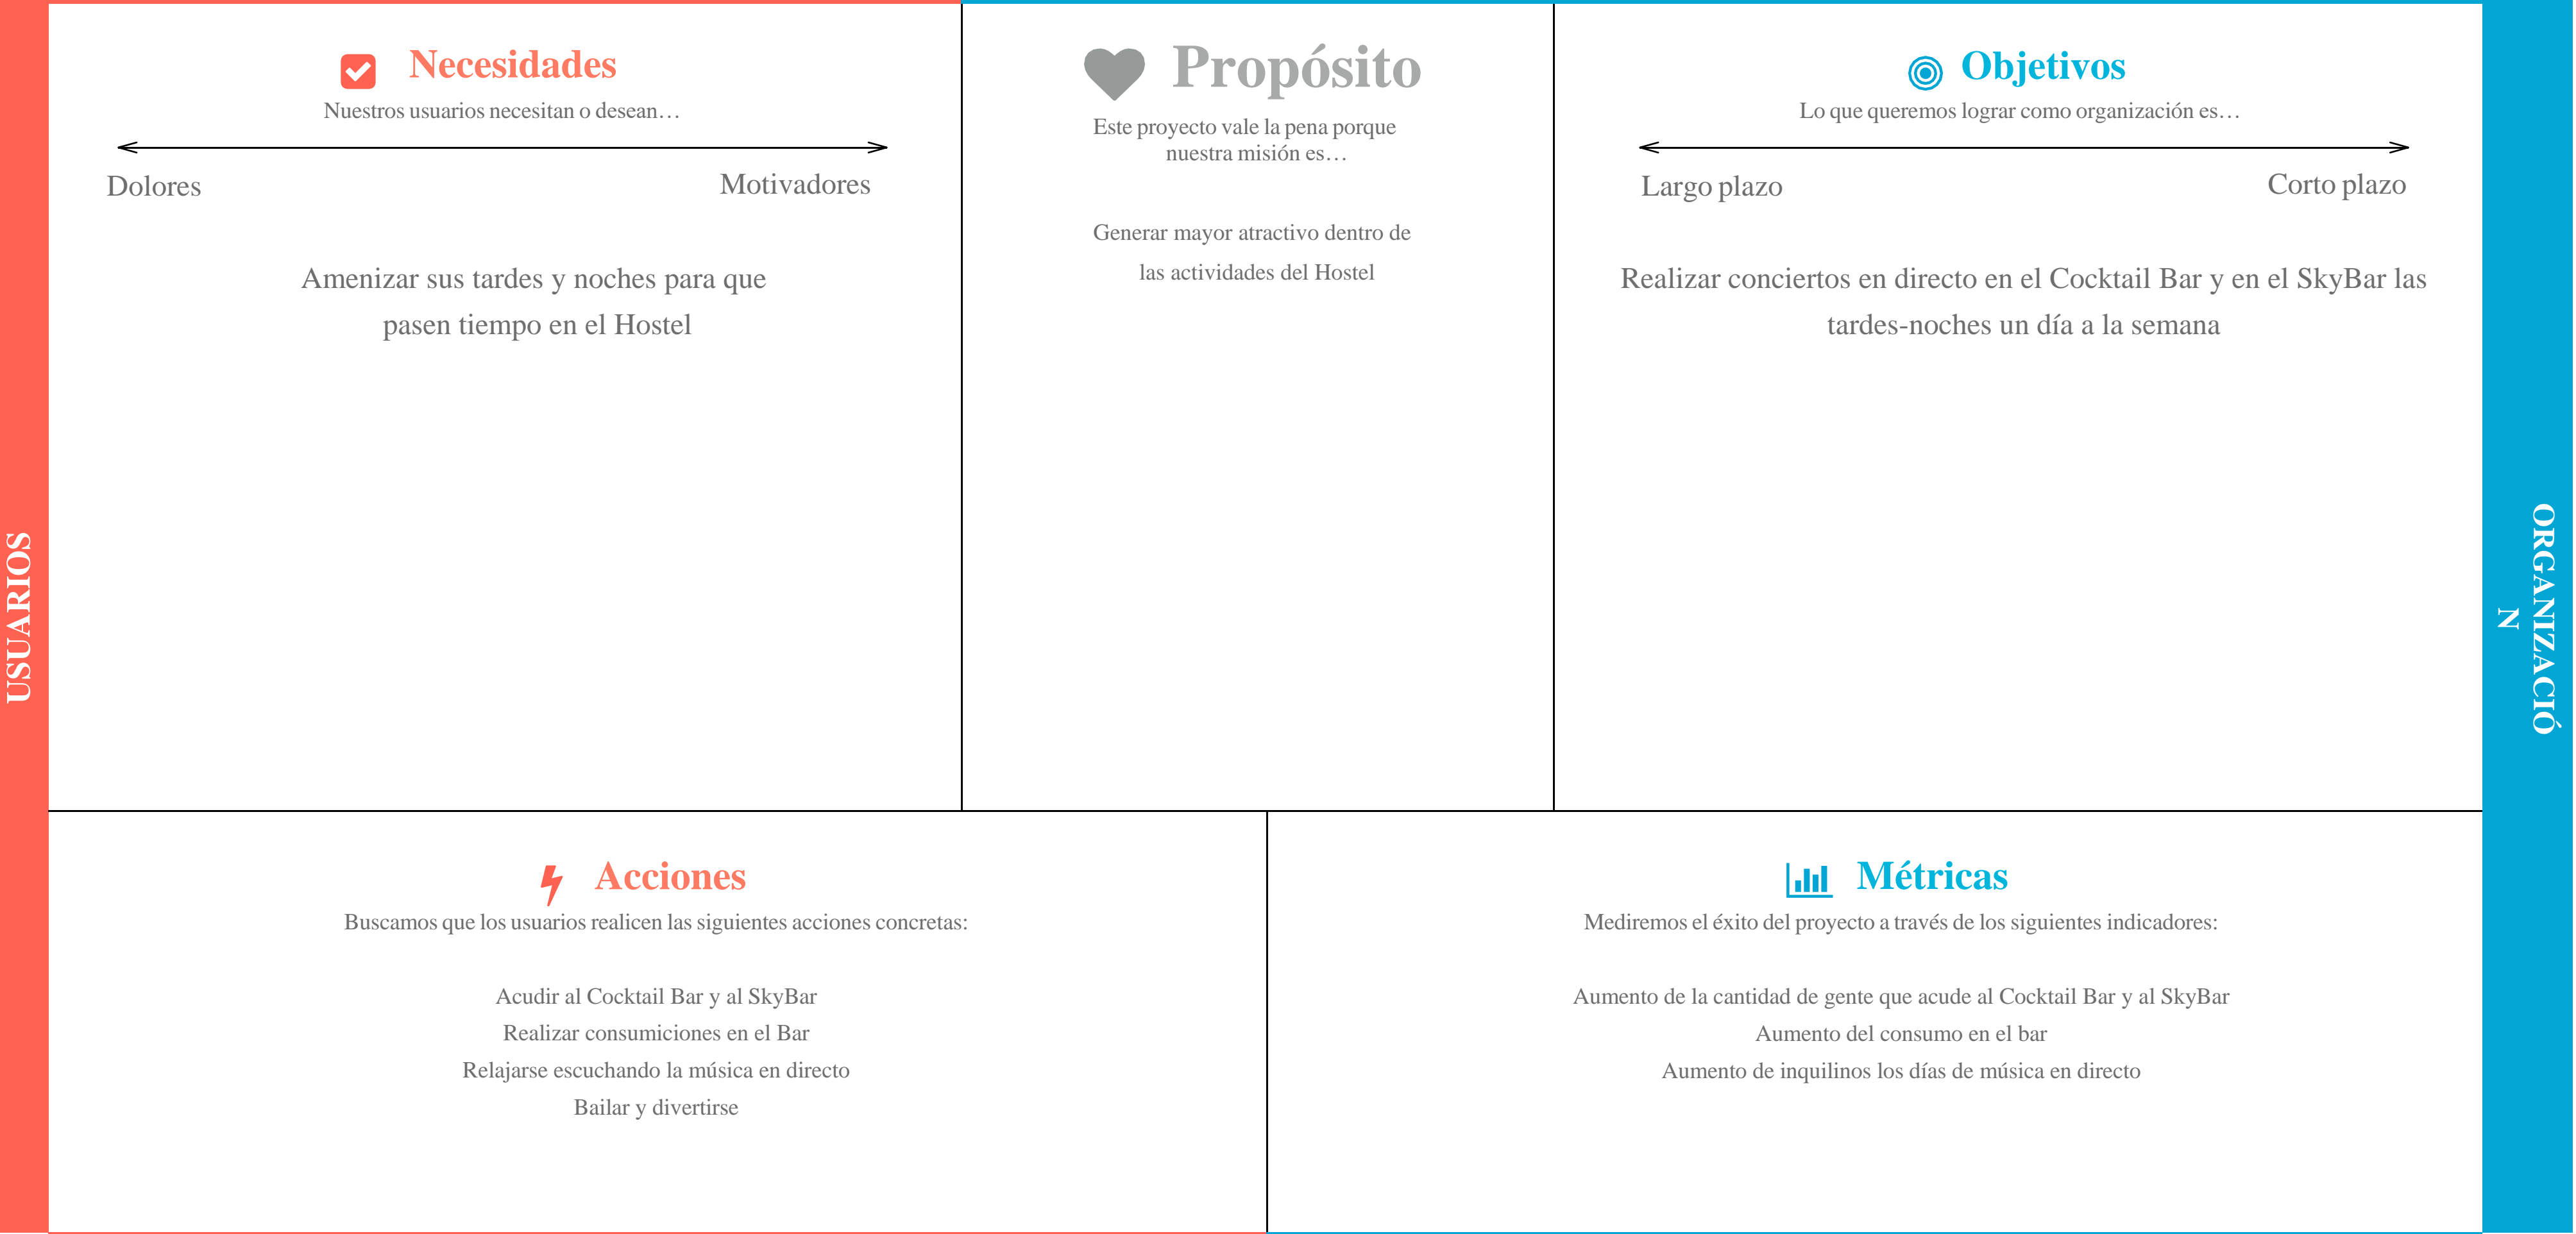 USUARIOS
Necesidades
Nuestros usuarios necesitan o desean…
Dolores
Motivadores
Amenizar sus tardes y noches para que
pasen tiempo en el Hostel
Propósito
Este proyecto vale la pena porque
nuestra misión es…
Generar mayor atractivo dentro de
las actividades del Hostel
Objetivos
Lo que queremos lograr como organización es…
Largo plazo
Corto plazo
Realizar conciertos en directo en el Cocktail Bar y en el SkyBar las
tardes-noches un día a la semana
ORGANIZACIÓ
N
Acciones
Buscamos que los usuarios realicen las siguientes acciones concretas:
Acudir al Cocktail Bar y al SkyBar
Realizar consumiciones en el Bar
Relajarse escuchando la música en directo
Bailar y divertirse
Métricas
Mediremos el éxito del proyecto a través de los siguientes indicadores:
Aumento de la cantidad de gente que acude al Cocktail Bar y al SkyBar
Aumento del consumo en el bar
Aumento de inquilinos los días de música en directo